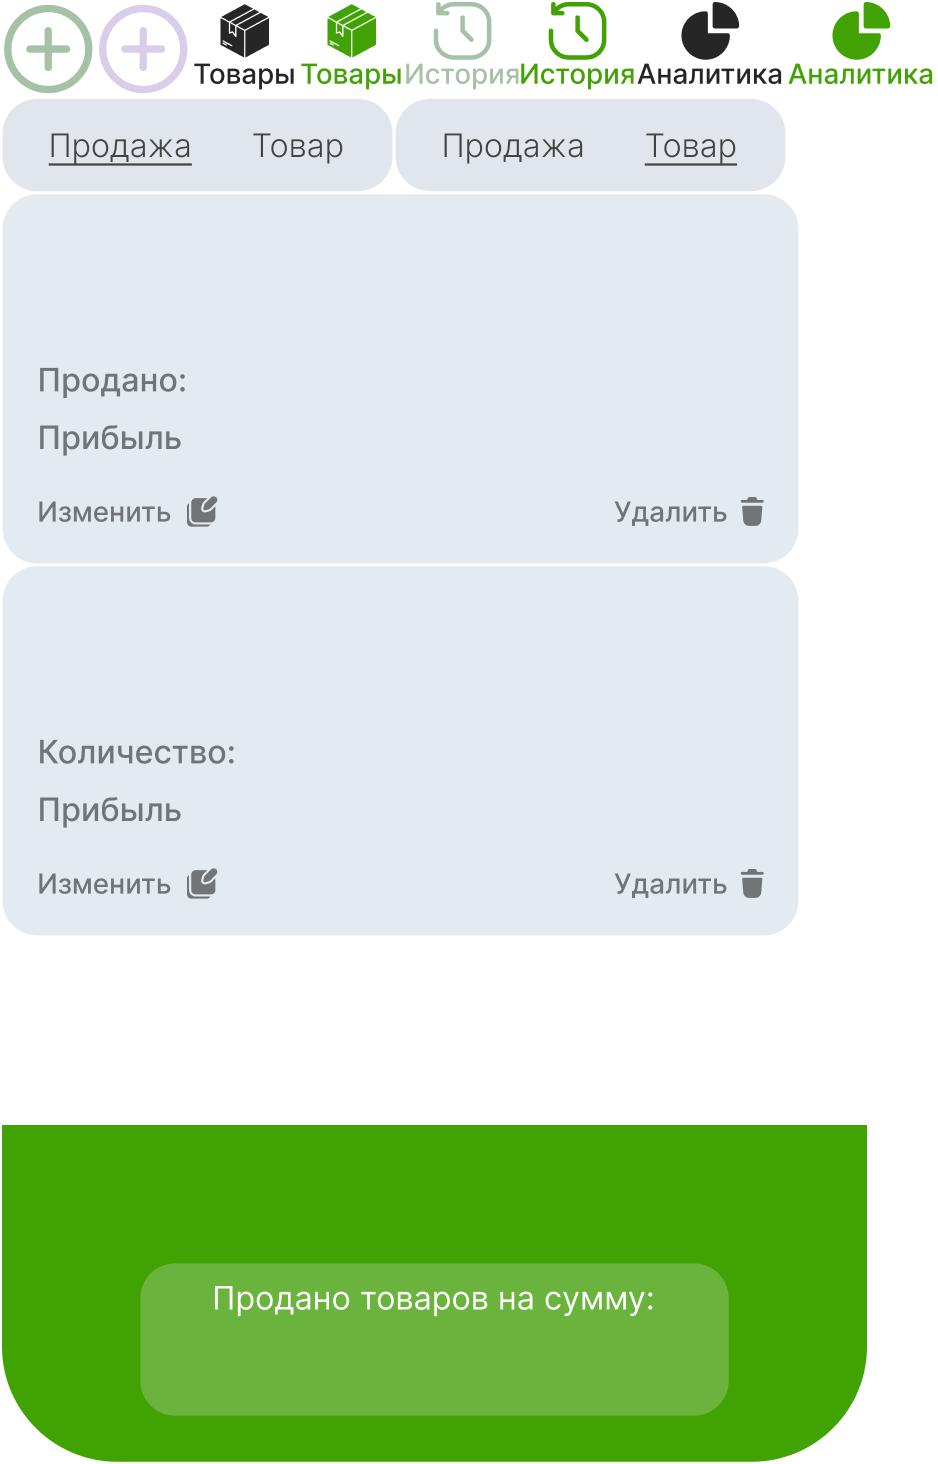 Товары Товары История История Аналитика Аналитика
Продажа Товар Продажа Товар
Продано:
Прибыль
Изменить Удалить
Количество:
Прибыль
Изменить Удалить
Продано товаров на сумму: